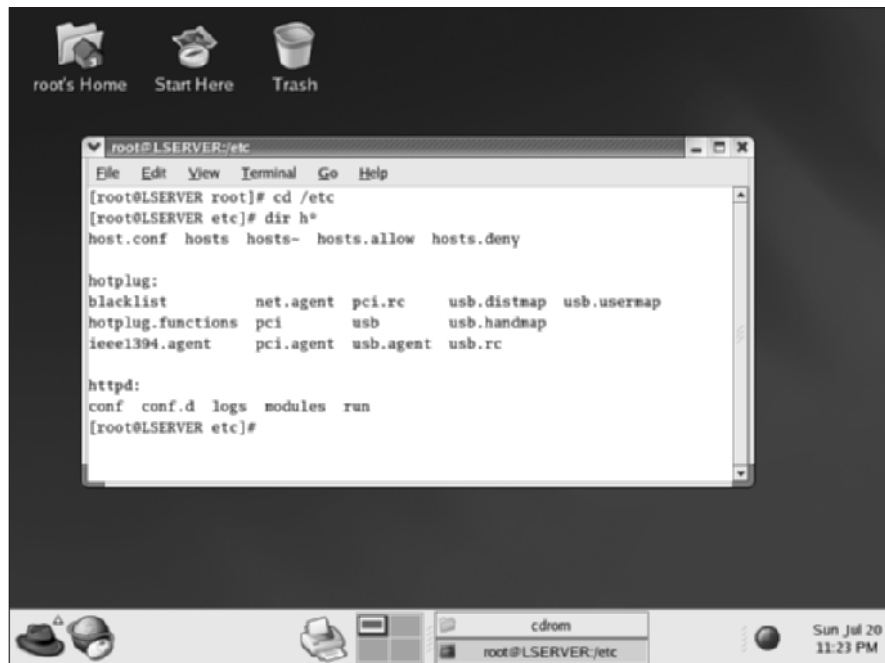 root's Home Start Here Trash
root@LSERVER:/etc
File Edit View Terminal Go Help
[root@LSERVER root]# cd /etc
[root@LSERVER etc]# dir h*
host.conf hosts hosts~ hosts.allow hosts.deny
hotplug:
blacklist net.agent pci.rc usb.distmap usb.usermap
hotplug.functions pci usb usb.handmap
ieee1394.agent pci.agent usb.agent usb.rc
httpd:
conf conf.d logs modules run
[root@LSERVER etc]#
cdrom
root@LSERVER:/etc
Sun Jul 20
11:23 PM